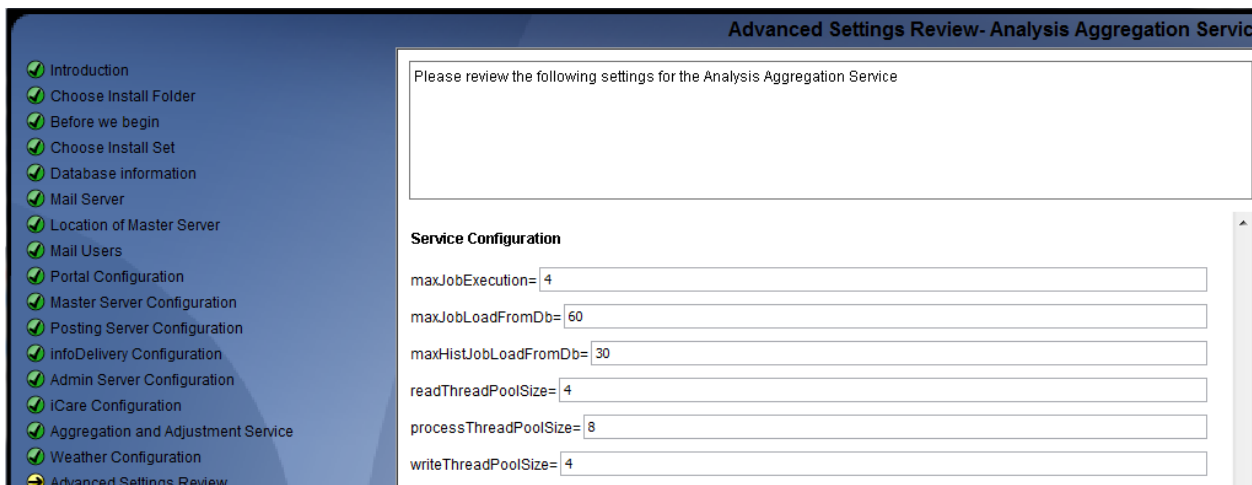 Advanced Settings Review- Analysis Aggregation Servic
Introduction
Choose Install Folder
Before we begin
Choose Install Set
Database information
Mail Server
Location of Master Server
Mail Users
Portal Configuration
Master Server Configuration
Posting Server Configuration
infoDelivery Configuration
Admin Server Configuration
iCare Configuration
Aggregation and Adjustment Service
Weather Configuration
Advanced Settings Review
Please review the following settings for the Analysis Aggregation Service
Service Configuration
maxJobExecution= 4
maxJobLoadFromDb= 60
maxHistJobLoadFromDb= 30
readThreadPoolSize= 4
processThreadPoolSize= 8
writeThreadPoolSize= 4